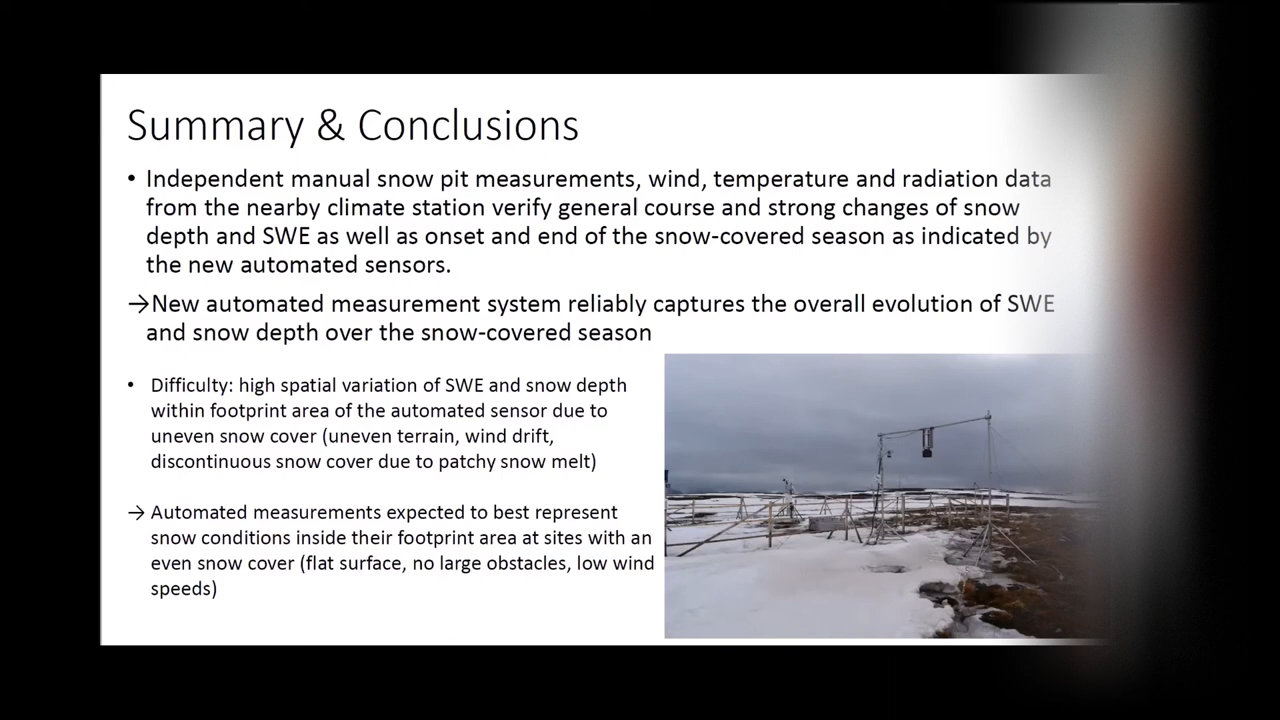 Summary & Conclusions
• Independent manual snow pit measurements, wind, temperature and radiation data
from the nearby climate station verify general course and strong changes of snow
depth and SWE as well as onset and end of the snow-covered season as indicated by
the new automated sensors.
→New automated measurement system reliably captures the overall evolution of SWE
and snow depth over the snow-covered season
• Difficulty: high spatial variation of SWE and snow depth
within footprint area of the automated sensor due to
uneven snow cover (uneven terrain, wind drift,
discontinuous snow cover due to patchy snow melt)
→ Automated measurements expected to best represent
snow conditions inside their footprint area at sites with an
even snow cover (flat surface, no large obstacles, low wind
speeds)